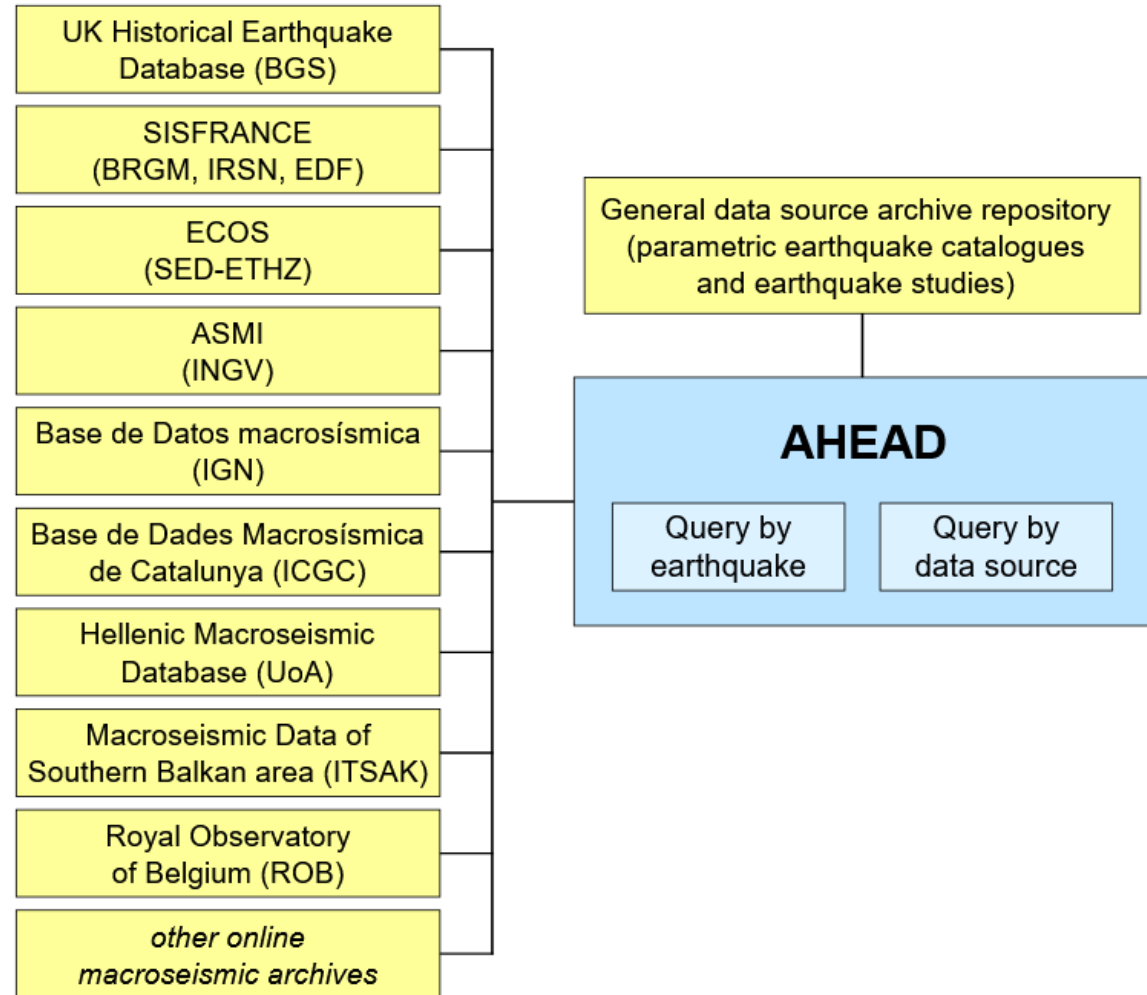 UK Historical Earthquake
Database (BGS)
SISFRANCE
(BRGM, IRSN, EDF)
ECOS
(SED-ETHZ)
ASMI
(INGV)
Base de Datos macrosísmica
(IGN)
Base de Dades Macrosísmica
de Catalunya (ICGC)
Hellenic Macroseismic
Database (UoA)
Macroseismic Data of
Southern Balkan area (ITSAK)
Royal Observatory
of Belgium (ROB)
other online
macroseismic archives
General data source archive repository
(parametric earthquake catalogues
and earthquake studies)
AHEAD
Query by
earthquake
Query by
data source